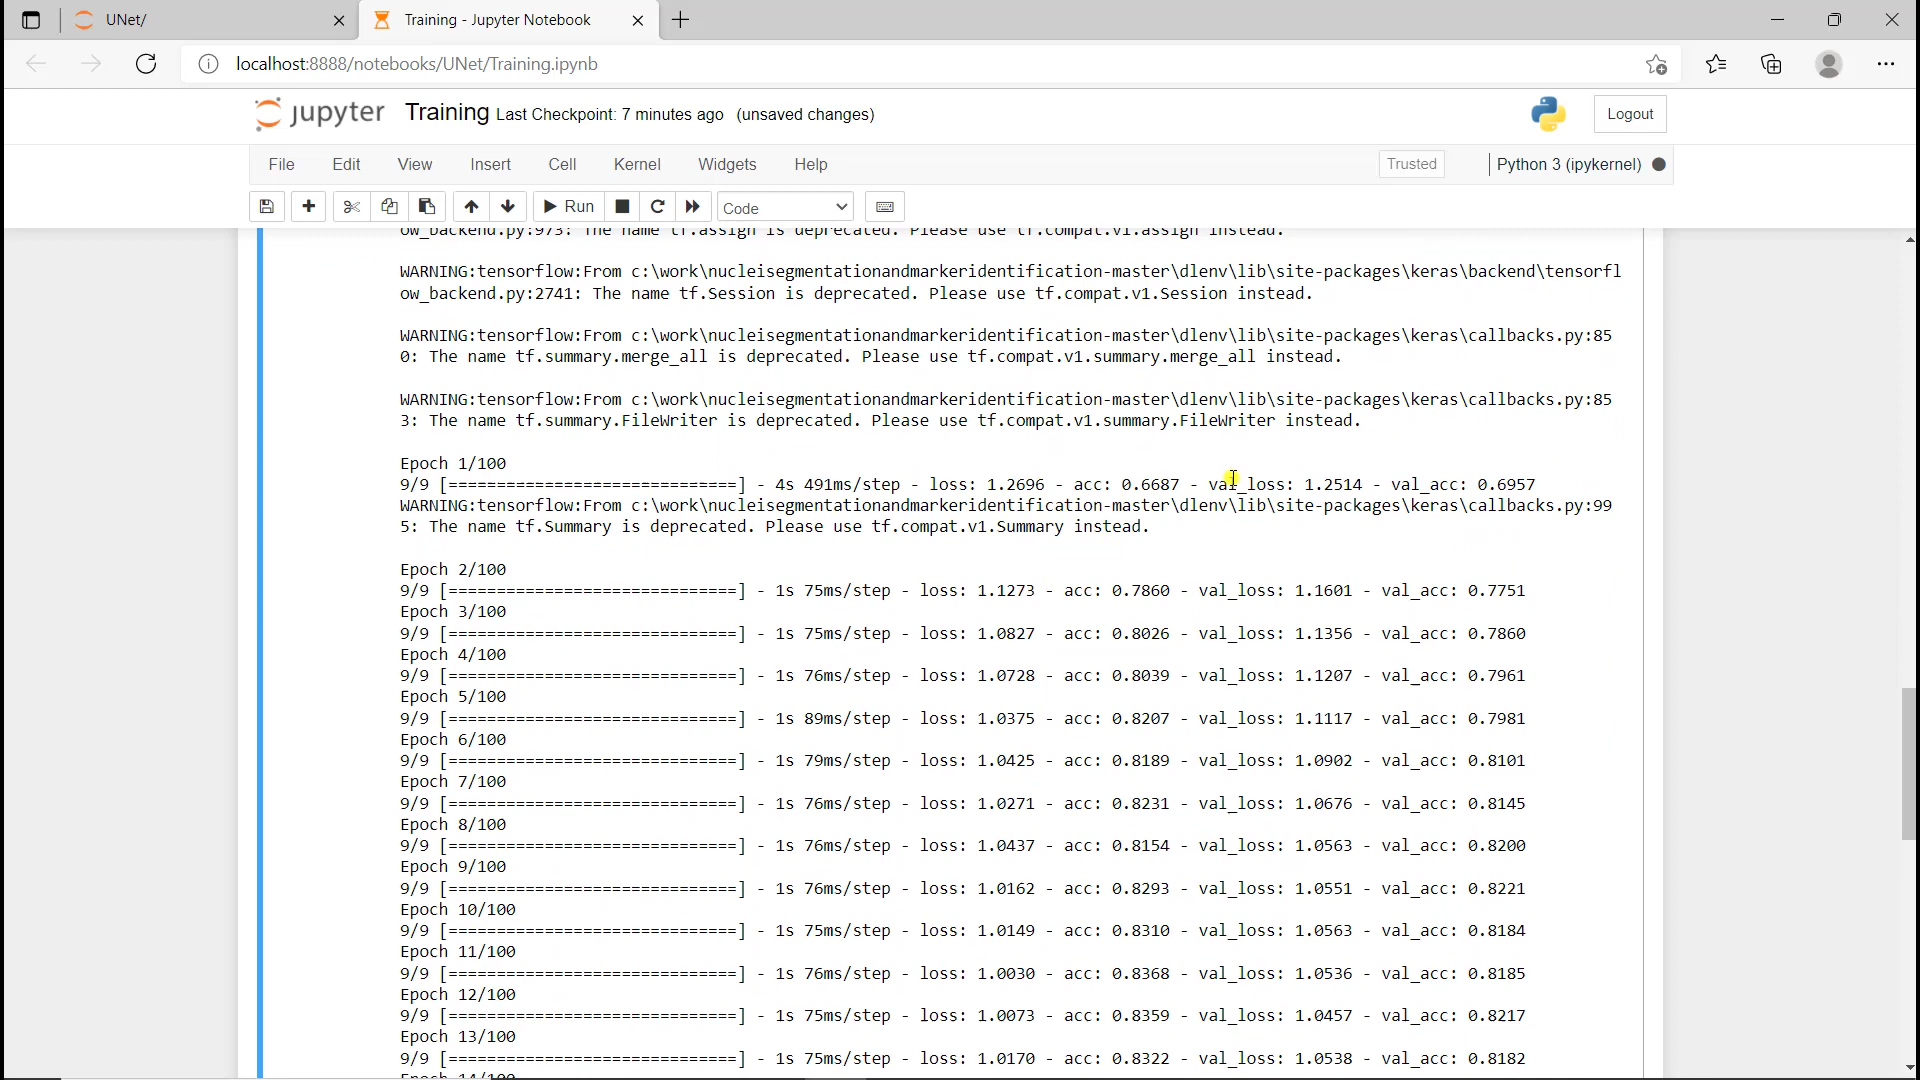 UNet/
Training - Jupyter Notebook
localhost:8888/notebooks/UNet/Training.ipynb
jupyter Training Last Checkpoint: 7 minutes ago (unsaved changes)
Logout
File Edit View Insert Cell Kernel Widgets Help Trusted Python 3 (ipykernel)
Run Code
ow_backend.py:973: The name tf.assign is deprecated. Please use tf.compat.v1.assign instead.
WARNING:tensorflow:From c:\work\nucleisegmentationandmarkeridentification-master\dlenv\lib\site-packages\keras\backend\tensorfl
ow_backend.py:2741: The name tf.Session is deprecated. Please use tf.compat.v1.Session instead.
WARNING:tensorflow:From c:\work\nucleisegmentationandmarkeridentification-master\dlenv\lib\site-packages\keras\callbacks.py:85
0: The name tf.summary.merge_all is deprecated. Please use tf.compat.v1.summary.merge_all instead.
WARNING:tensorflow:From c:\work\nucleisegmentationandmarkeridentification-master\dlenv\lib\site-packages\keras\callbacks.py:85
3: The name tf.summary.FileWriter is deprecated. Please use tf.compat.v1.summary.FileWriter instead.
Epoch 1/100
9/9 [==============================] - 4s 491ms/step - loss: 1.2696 - acc: 0.6687 - val_loss: 1.2514 - val_acc: 0.6957
WARNING:tensorflow:From c:\work\nucleisegmentationandmarkeridentification-master\dlenv\lib\site-packages\keras\callbacks.py:99
5: The name tf.Summary is deprecated. Please use tf.compat.v1.Summary instead.
Epoch 2/100
9/9 [==============================] - 1s 75ms/step - loss: 1.1273 - acc: 0.7860 - val_loss: 1.1601 - val_acc: 0.7751
Epoch 3/100
9/9 [==============================] - 1s 75ms/step - loss: 1.0827 - acc: 0.8026 - val_loss: 1.1356 - val_acc: 0.7860
Epoch 4/100
9/9 [==============================] - 1s 76ms/step - loss: 1.0728 - acc: 0.8039 - val_loss: 1.1207 - val_acc: 0.7961
Epoch 5/100
9/9 [==============================] - 1s 89ms/step - loss: 1.0375 - acc: 0.8207 - val_loss: 1.1117 - val_acc: 0.7981
Epoch 6/100
9/9 [==============================] - 1s 79ms/step - loss: 1.0425 - acc: 0.8189 - val_loss: 1.0902 - val_acc: 0.8101
Epoch 7/100
9/9 [==============================] - 1s 76ms/step - loss: 1.0271 - acc: 0.8231 - val_loss: 1.0676 - val_acc: 0.8145
Epoch 8/100
9/9 [==============================] - 1s 76ms/step - loss: 1.0437 - acc: 0.8154 - val_loss: 1.0563 - val_acc: 0.8200
Epoch 9/100
9/9 [==============================] - 1s 76ms/step - loss: 1.0162 - acc: 0.8293 - val_loss: 1.0551 - val_acc: 0.8221
Epoch 10/100
9/9 [==============================] - 1s 75ms/step - loss: 1.0149 - acc: 0.8310 - val_loss: 1.0563 - val_acc: 0.8184
Epoch 11/100
9/9 [==============================] - 1s 76ms/step - loss: 1.0030 - acc: 0.8368 - val_loss: 1.0536 - val_acc: 0.8185
Epoch 12/100
9/9 [==============================] - 1s 75ms/step - loss: 1.0073 - acc: 0.8359 - val_loss: 1.0457 - val_acc: 0.8217
Epoch 13/100
9/9 [==============================] - 1s 75ms/step - loss: 1.0170 - acc: 0.8322 - val_loss: 1.0538 - val_acc: 0.8182
Epoch 14/100